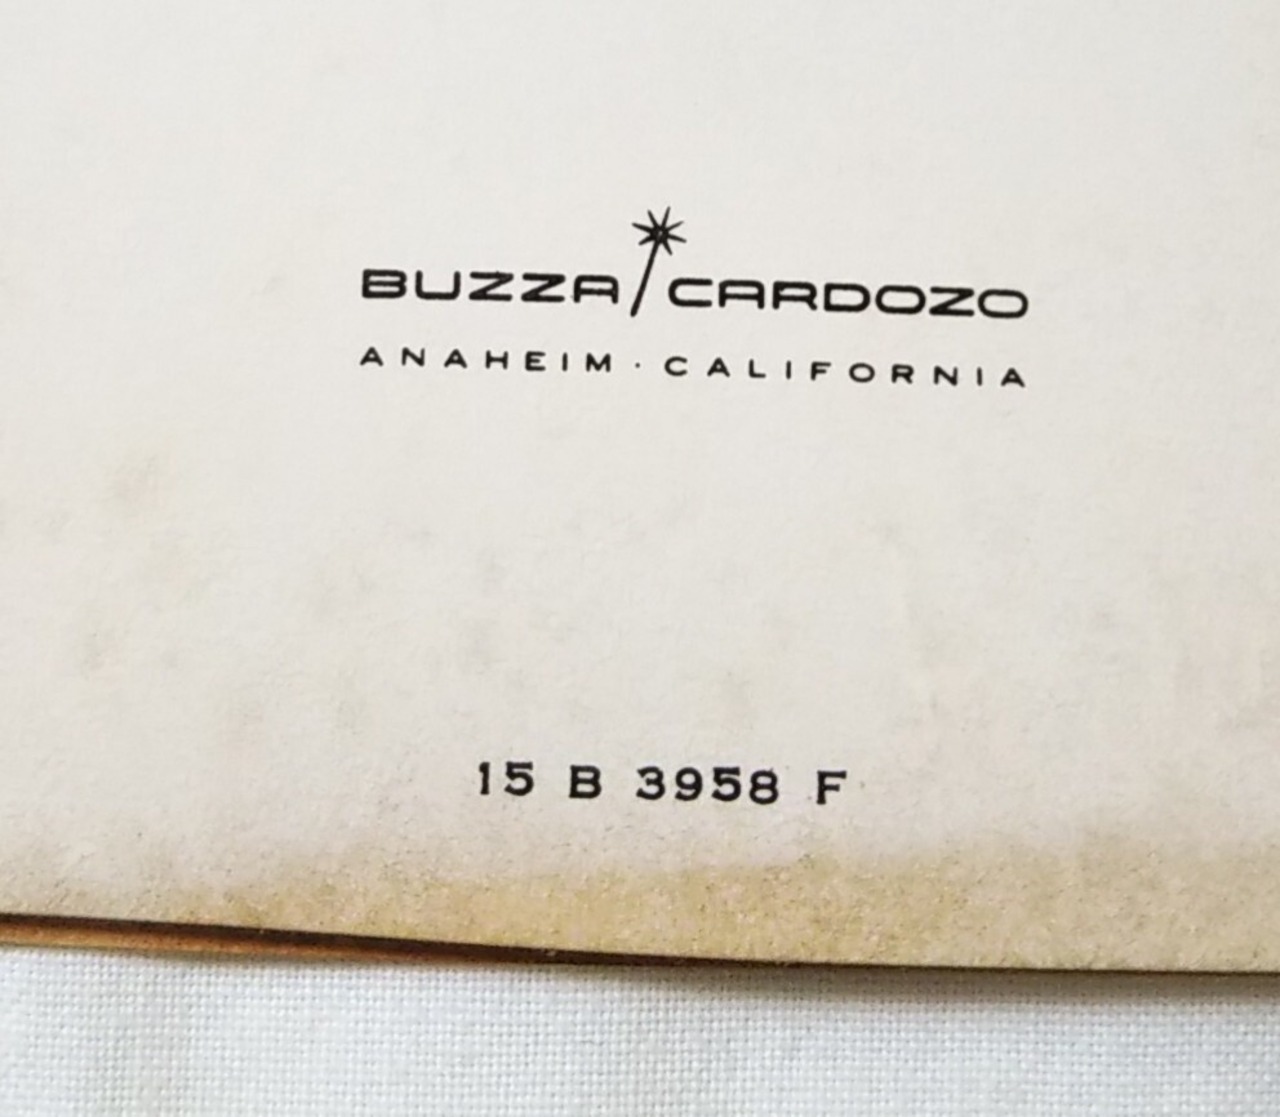 BUZZA CARDOZO
ANAHEIM · CALIFORNIA
15 B 3958 F